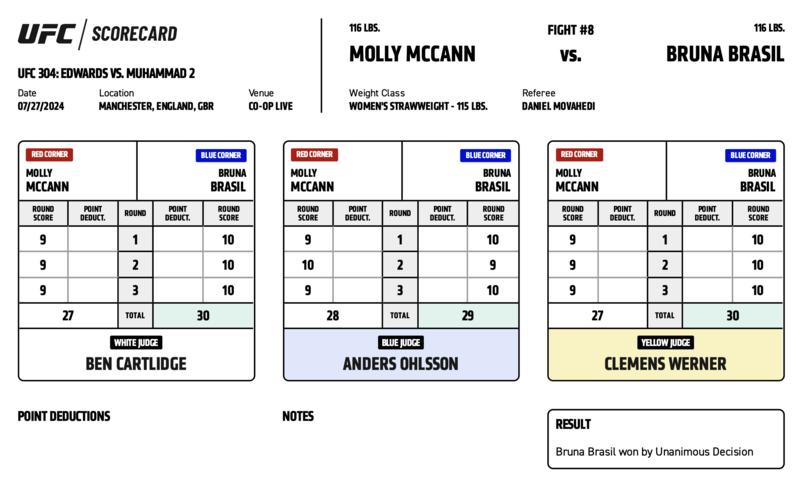 UFC / SCORECARD
UFC 304: EDWARDS VS. MUHAMMAD 2
Date Location Venue
07/27/2024 MANCHESTER, ENGLAND, GBR CO-OP LIVE
116 LBS. FIGHT #8 116 LBS.
MOLLY MCCANN VS. BRUNA BRASIL
Weight Class Referee
WOMEN'S STRAWWEIGHT - 115 LBS. DANIEL MOVAHEDI
RED CORNER BLUE CORNER
MOLLY BRUNA
MCCANN BRASIL
ROUND SCORE POINT DEDUCT. ROUND POINT DEDUCT. ROUND SCORE
9 1 10
9 2 10
9 3 10
27 TOTAL 30
WHITE JUDGE
BEN CARTLIDGE
RED CORNER BLUE CORNER
MOLLY BRUNA
MCCANN BRASIL
ROUND SCORE POINT DEDUCT. ROUND POINT DEDUCT. ROUND SCORE
9 1 10
10 2 9
9 3 10
28 TOTAL 29
BLUE JUDGE
ANDERS OHLSSON
RED CORNER BLUE CORNER
MOLLY BRUNA
MCCANN BRASIL
ROUND SCORE POINT DEDUCT. ROUND POINT DEDUCT. ROUND SCORE
9 1 10
9 2 10
9 3 10
27 TOTAL 30
YELLOW JUDGE
CLEMENS WERNER
POINT DEDUCTIONS
NOTES
RESULT
Bruna Brasil won by Unanimous Decision